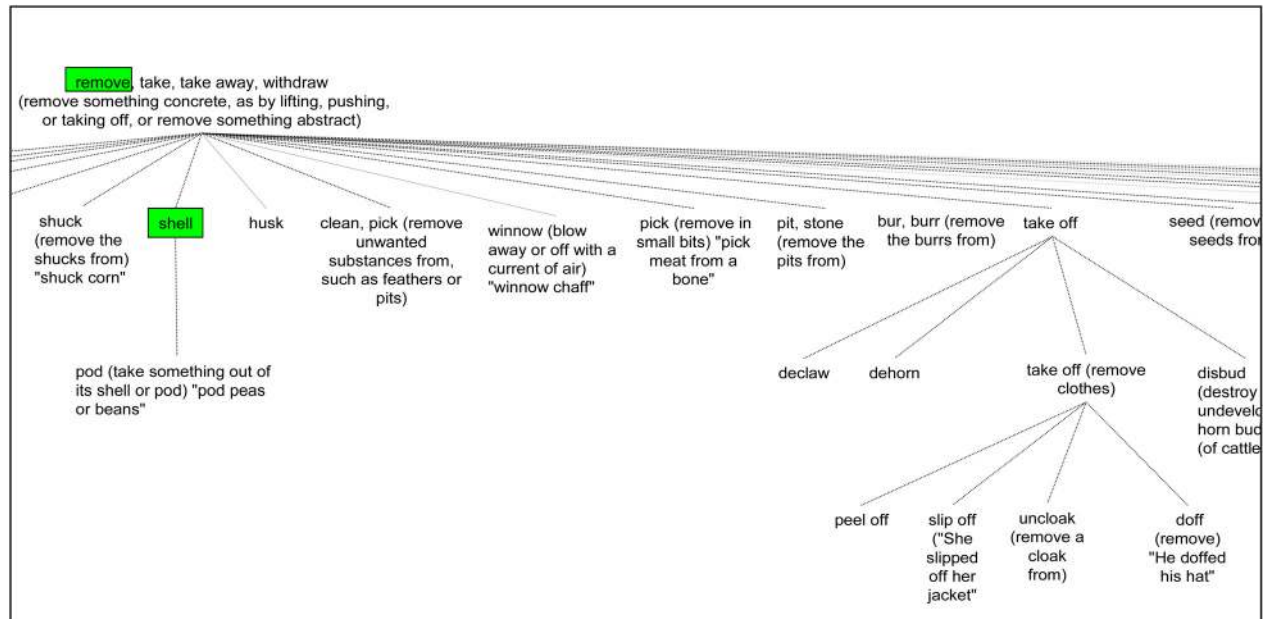 remove, take, take away, withdraw
(remove something concrete, as by lifting, pushing,
or taking off, or remove something abstract)
shuck
(remove the
shucks from)
"shuck corn"
shell
husk
clean, pick (remove
unwanted
substances from,
such as feathers or
pits)
winnow (blow
away or off with a
current of air)
"winnow chaff"
pick (remove in
small bits) "pick
meat from a
bone"
pit, stone
(remove the
pits from)
bur, burr (remove
the burrs from)
take off
seed (remov
seeds from
pod (take something out of
its shell or pod) "pod peas
or beans"
declaw
dehorn
take off (remove
clothes)
disbud
(destroy
undevelo
horn bud
(of cattle
peel off
slip off
("She
slipped
off her
jacket"
uncloak
(remove a
cloak
from)
doff
(remove)
"He doffed
his hat"